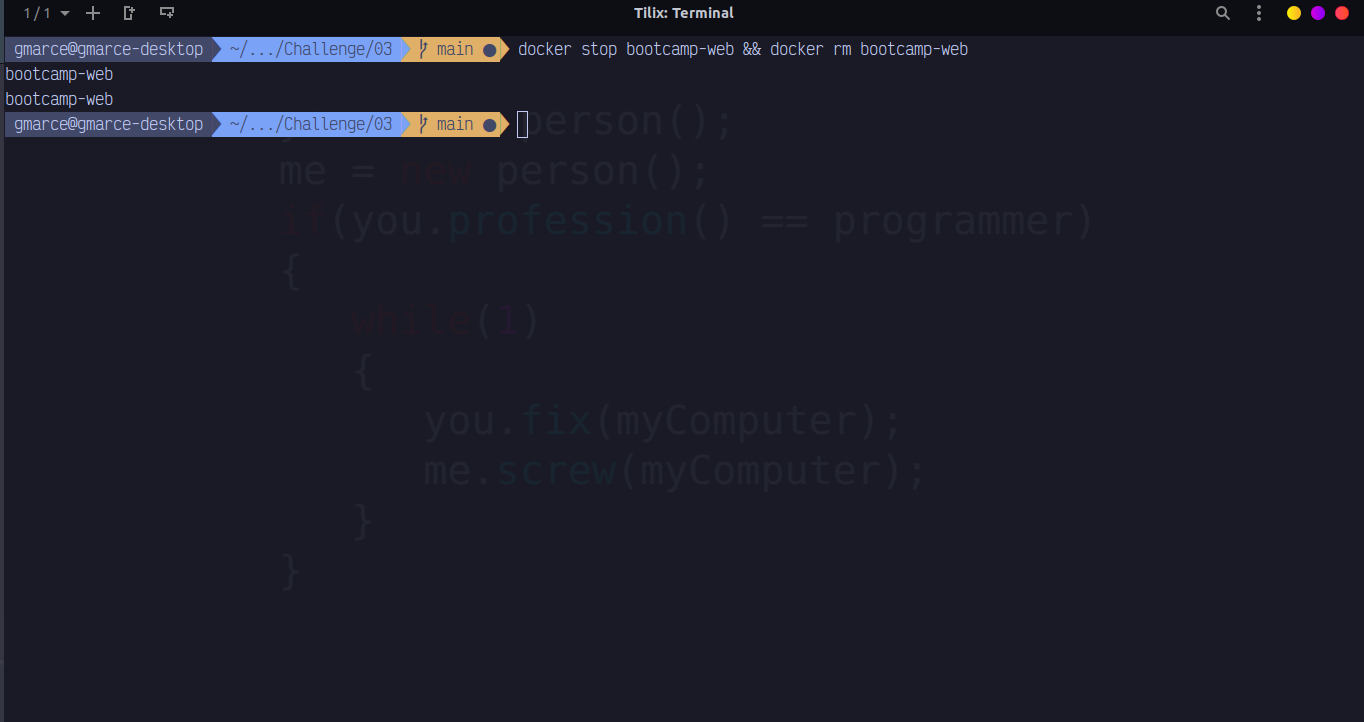 1 / 1
Tilix: Terminal
gmarce@gmarce-desktop ~/.../Challenge/03 main ● docker stop bootcamp-web && docker rm bootcamp-web
bootcamp-web
bootcamp-web
gmarce@gmarce-desktop ~/.../Challenge/03 main ●
person();
me = new person();
if(you.profession() == programmer)
{
while(1)
{
you.fix(myComputer);
me.screw(myComputer);
}
}